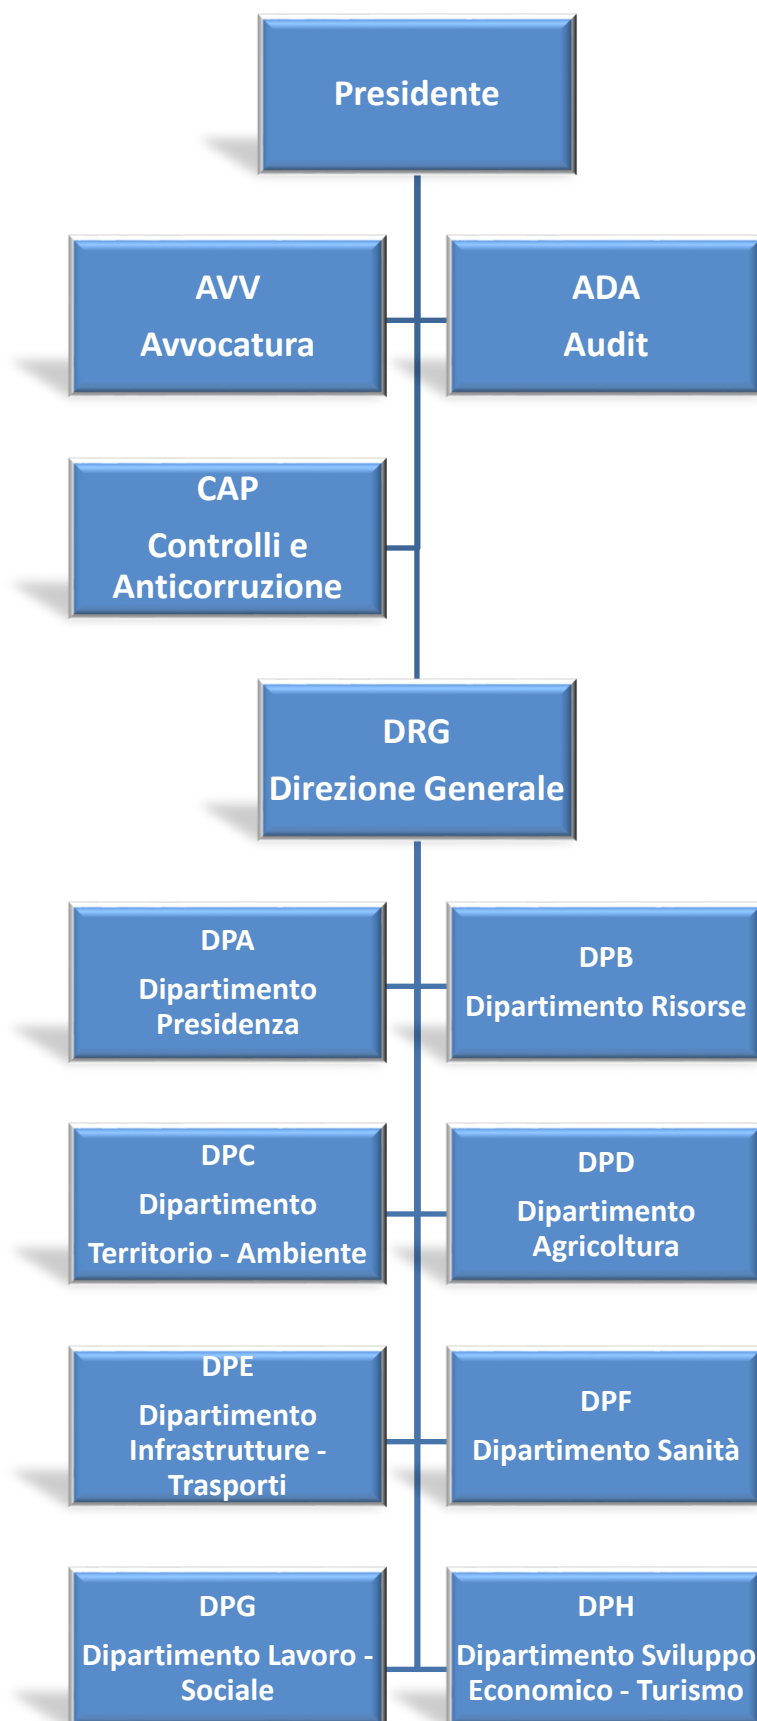 Presidente
AVV
Avvocatura
ADA
Audit
CAP
Controlli e
Anticorruzione
DRG
Direzione Generale
DPA
Dipartimento
Presidenza
DPB
Dipartimento Risorse
DPC
Dipartimento
Territorio - Ambiente
DPD
Dipartimento
Agricoltura
DPE
Dipartimento
Infrastrutture -
Trasporti
DPF
Dipartimento Sanità
DPG
Dipartimento Lavoro -
Sociale
DPH
Dipartimento Sviluppo
Economico - Turismo